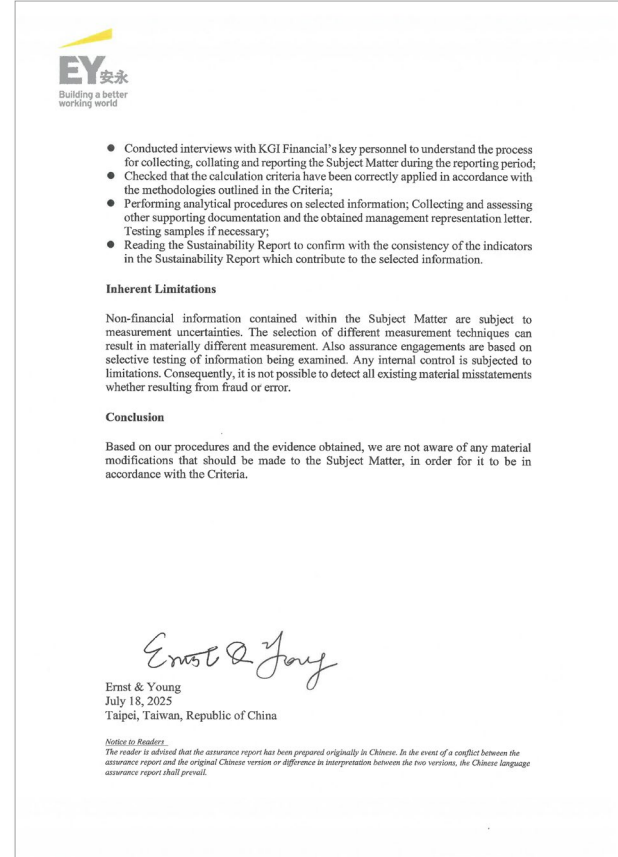 EY安永
Building a better
working world
● Conducted interviews with KGI Financial's key personnel to understand the process
for collecting, collating and reporting the Subject Matter during the reporting period;
● Checked that the calculation criteria have been correctly applied in accordance with
the methodologies outlined in the Criteria;
● Performing analytical procedures on selected information; Collecting and assessing
other supporting documentation and the obtained management representation letter.
Testing samples if necessary;
● Reading the Sustainability Report to confirm with the consistency of the indicators
in the Sustainability Report which contribute to the selected information.
Inherent Limitations
Non-financial information contained within the Subject Matter are subject to
measurement uncertainties. The selection of different measurement techniques can
result in materially different measurement. Also assurance engagements are based on
selective testing of information being examined. Any internal control is subjected to
limitations. Consequently, it is not possible to detect all existing material misstatements
whether resulting from fraud or error.
Conclusion
Based on our procedures and the evidence obtained, we are not aware of any material
modifications that should be made to the Subject Matter, in order for it to be in
accordance with the Criteria.
Ernst & Young
Ernst & Young
July 18, 2025
Taipei, Taiwan, Republic of China
Notice to Readers
The reader is advised that the assurance report has been prepared originally in Chinese. In the event of a conflict between the
assurance report and the original Chinese version or difference in interpretation between the two versions, the Chinese language
assurance report shall prevail.